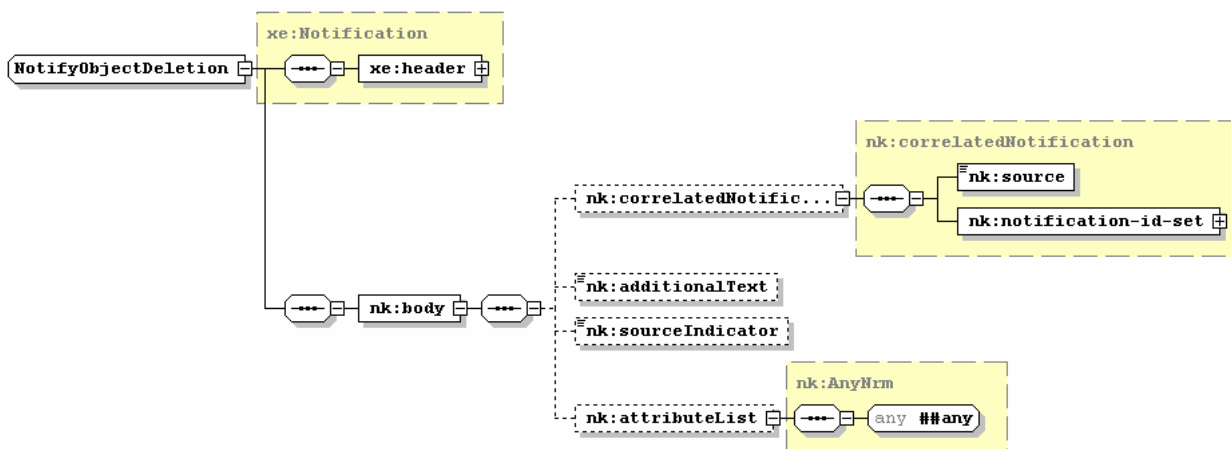 xe:Notification
NotifyObjectDeletion
xe:header
nk:correlatedNotification
nk:source
nk:correlatedNotific...
nk:notification-id-set
nk:additionalText
nk:body
nk:sourceIndicator
nk:AnyNrm
nk:attributeList
any ##any